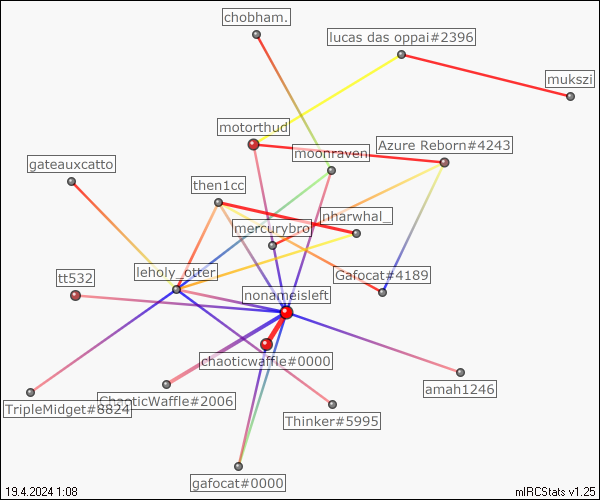 chobham.
lucas das oppai#2396
mukszi
motorthud
Azure Reborn#4243
moonraven
gateauxcatto
then1cc
nharwhal_
mercurybro
leholy_otter
Gafocat#4189
tt532
nonameisleft
chaoticwaffle#0000
amah1246
ChaoticWaffle#2006
TripleMidget#8824
Thinker#5995
gafocat#0000
19.4.2024 1:08
mIRCStats v1.25